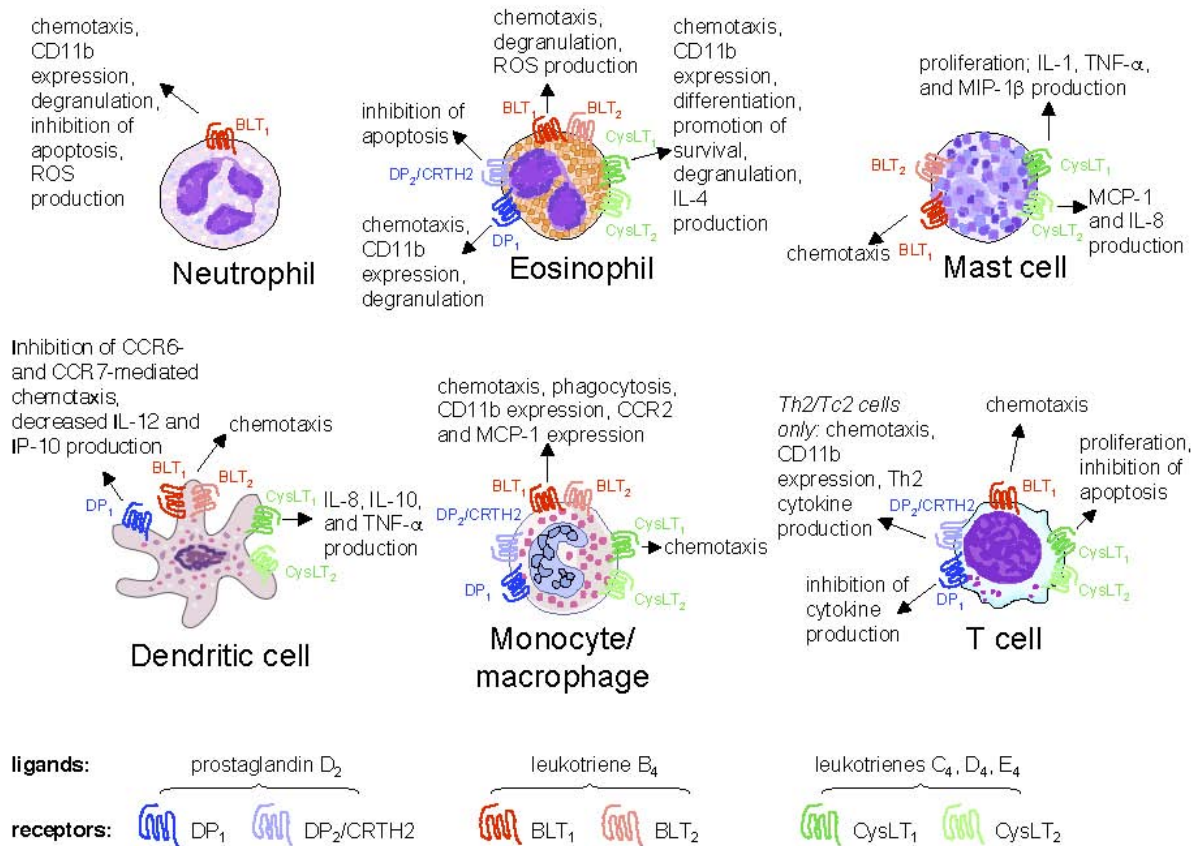 chemotaxis,
CD11b
expression,
degranulation,
inhibition of
apoptosis,
ROS
production
BLT₁
Neutrophil
chemotaxis,
degranulation,
ROS production
inhibition of
apoptosis
BLT₁
BLT₂
CysLT₁
DP₂/CRTH2
DP₁
CysLT₂
chemotaxis,
CD11b
expression,
degranulation
chemotaxis,
CD11b
expression,
differentiation,
promotion of
survival,
degranulation,
IL-4
production
Eosinophil
proliferation; IL-1, TNF-α,
and MIP-1β production
BLT₂
CysLT₁
BLT₁
CysLT₂
chemotaxis
MCP-1
and IL-8
production
Mast cell
Inhibition of CCR6-
and CCR7-mediated
chemotaxis,
decreased IL-12 and
IP-10 production
chemotaxis
DP₁
BLT₁
BLT₂
CysLT₁
CysLT₂
IL-8, IL-10,
and TNF-α
production
Dendritic cell
chemotaxis, phagocytosis,
CD11b expression, CCR2
and MCP-1 expression
BLT₁
BLT₂
DP₂/CRTH2
CysLT₁
DP₁
CysLT₂
chemotaxis
Monocyte/
macrophage
Th2/Tc2 cells
only: chemotaxis,
CD11b
expression, Th2
cytokine
production
chemotaxis
proliferation,
inhibition of
apoptosis
BLT₁
DP₂/CRTH2
CysLT₁
DP₁
CysLT₂
inhibition of
cytokine
production
T cell
ligands: prostaglandin D₂ leukotriene B₄ leukotrienes C₄, D₄, E₄
receptors: DP₁ DP₂/CRTH2 BLT₁ BLT₂ CysLT₁ CysLT₂